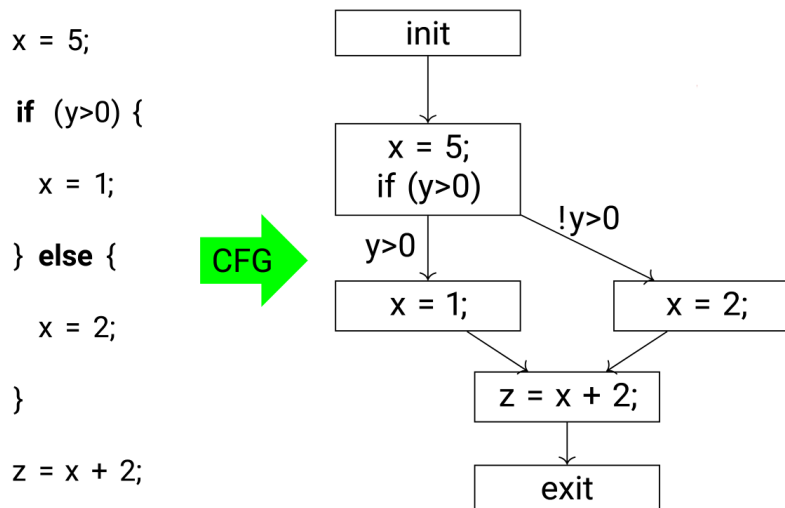 x = 5;
if (y>0) {
x = 1;
} else {
x = 2;
}
z = x + 2;
CFG
init
x = 5;
if (y>0)
y>0
!y>0
x = 1;
x = 2;
z = x + 2;
exit